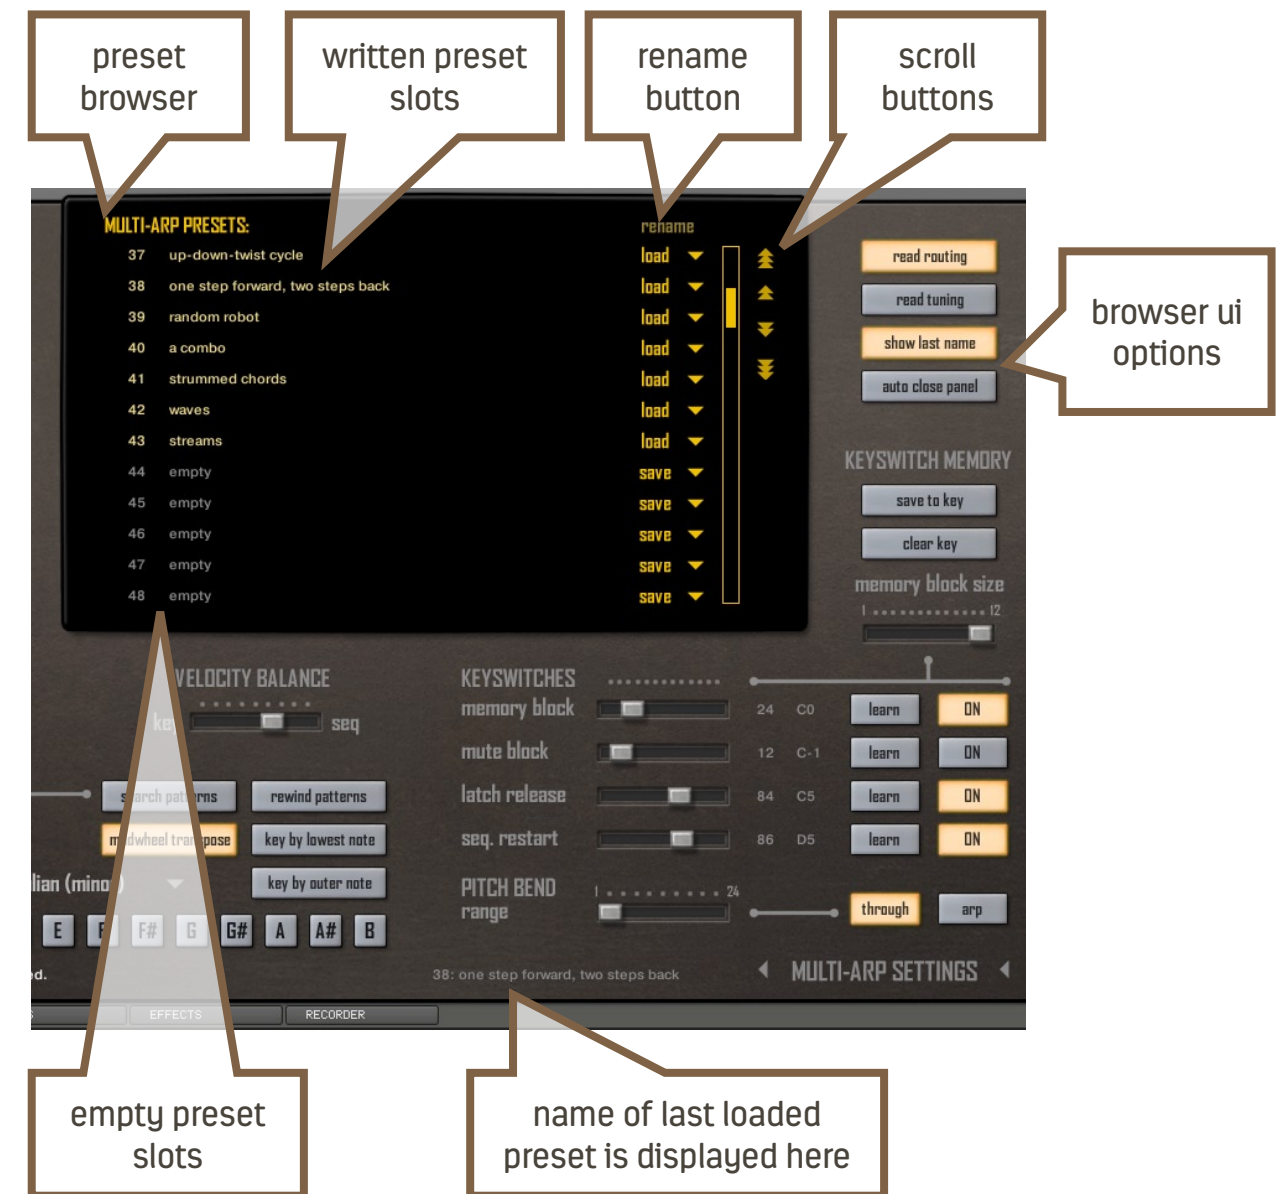 preset
browser
written preset
slots
rename
button
scroll
buttons
MULTI-ARP PRESETS:
rename
37 up-down-twist cycle load
38 one step forward, two steps back load
39 random robot load
40 a combo load
41 strummed chords load
42 waves load
43 streams load
44 empty save
45 empty save
46 empty save
47 empty save
48 empty save
read routing
read tuning
show last name
auto close panel
browser ui
options
KEYSWITCH MEMORY
save to key
clear key
memory block size
1 12
VELOCITY BALANCE
key seq
search patterns rewind patterns
modwheel transpose key by lowest note
key by outer note
E F F# G G# A A# B
KEYSWITCHES
memory block 24 C0 learn ON
mute block 12 C-1 learn ON
latch release 84 C5 learn ON
seq. restart 86 D5 learn ON
PITCH BEND 1 24
range through arp
38: one step forward, two steps back
MULTI-ARP SETTINGS
EFFECTS RECORDER
empty preset
slots
name of last loaded
preset is displayed here